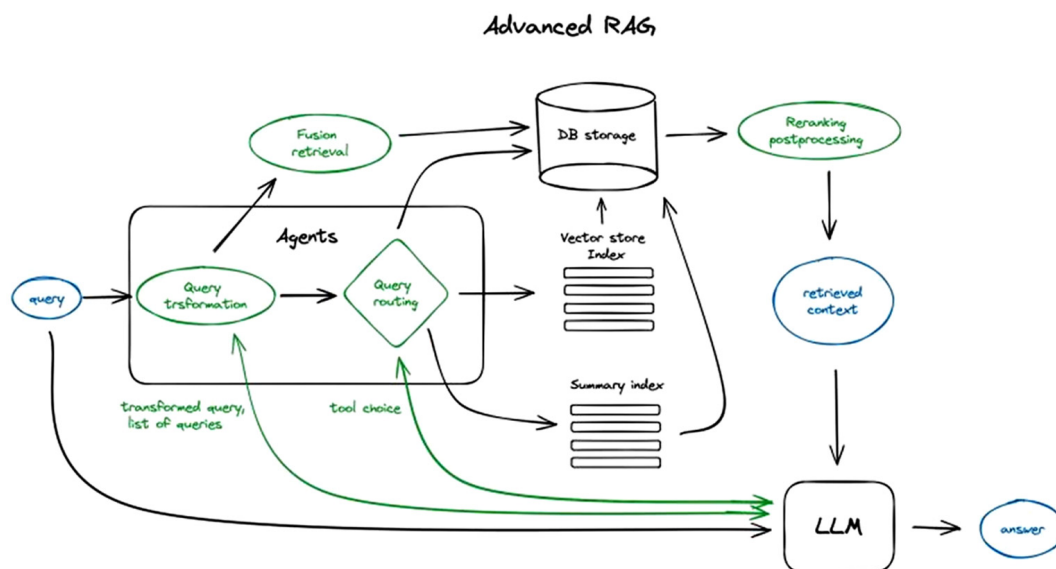 Advanced RAG
Fusion
retrieval
DB storage
Reranking
postprocessing
Agents
query
Query
trsformation
Query
routing
Vector store
Index
retrieved
context
Summary index
transformed query,
list of queries
tool choice
LLM
answer